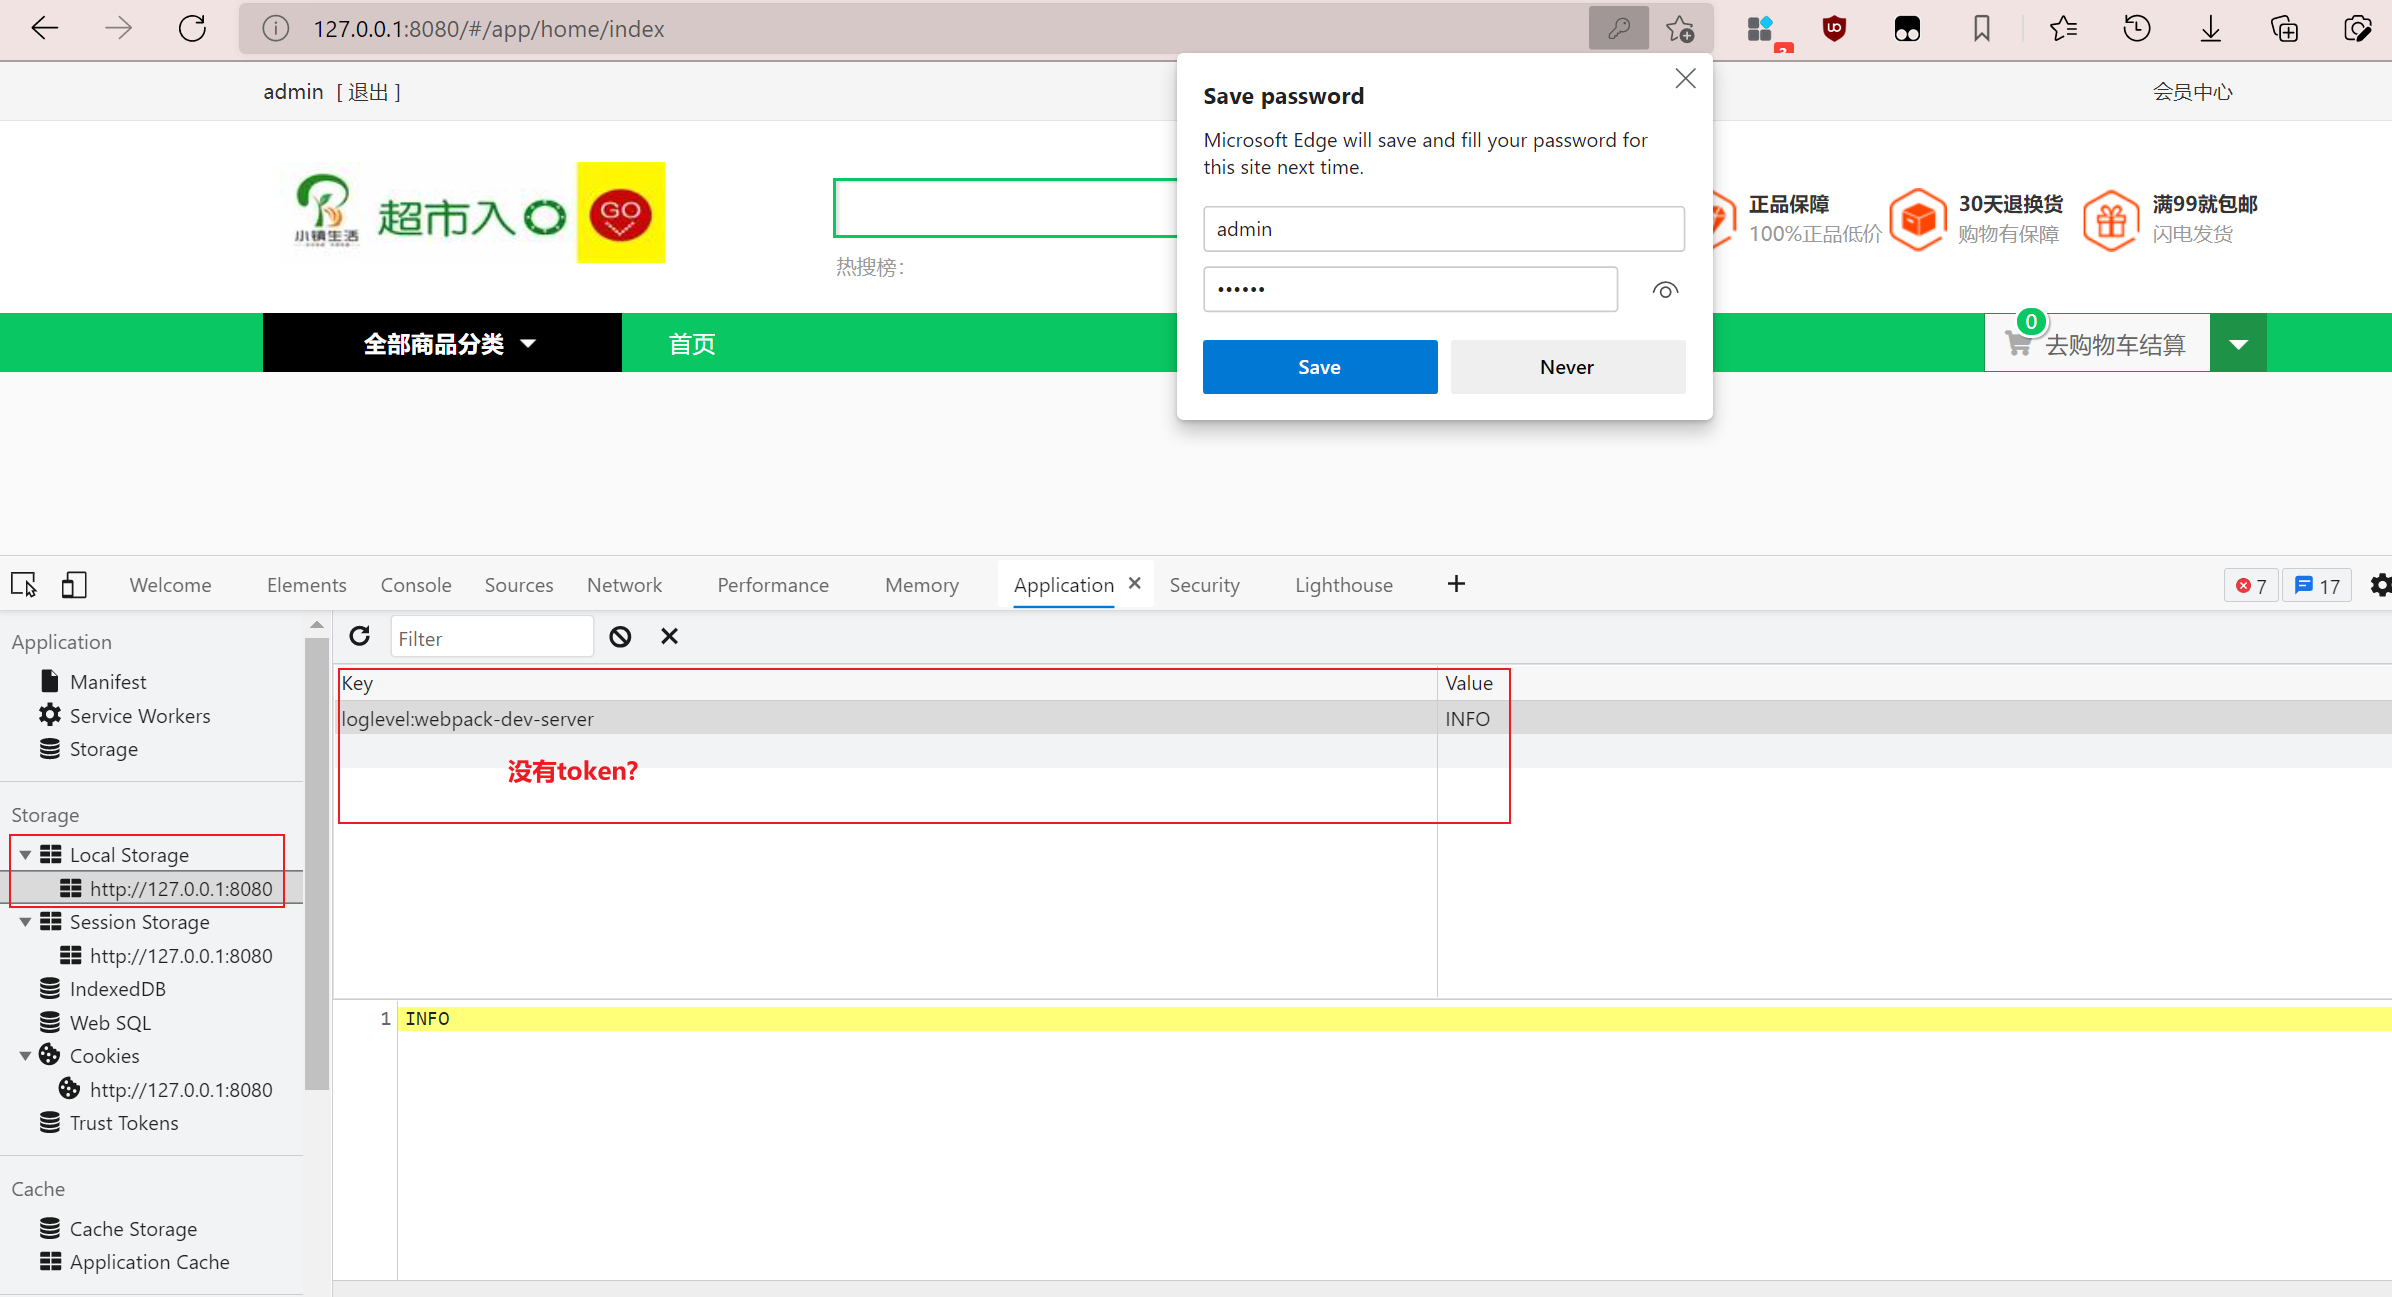 127.0.0.1:8080/#/app/home/index
admin [ 退出 ]
会员中心
Save password
Microsoft Edge will save and fill your password for
this site next time.
admin
••••••
Save
Never
小镇生活
超市入口
GO
热搜榜：
正品保障
100%正品低价
30天退换货
购物有保障
满99就包邮
闪电发货
全部商品分类
首页
0
去购物车结算
Welcome
Elements
Console
Sources
Network
Performance
Memory
Application
Security
Lighthouse
7
17
Application
Manifest
Service Workers
Storage
Storage
Local Storage
http://127.0.0.1:8080
Session Storage
http://127.0.0.1:8080
IndexedDB
Web SQL
Cookies
http://127.0.0.1:8080
Trust Tokens
Cache
Cache Storage
Application Cache
Filter
Key
Value
loglevel:webpack-dev-server
INFO
没有token?
1
INFO